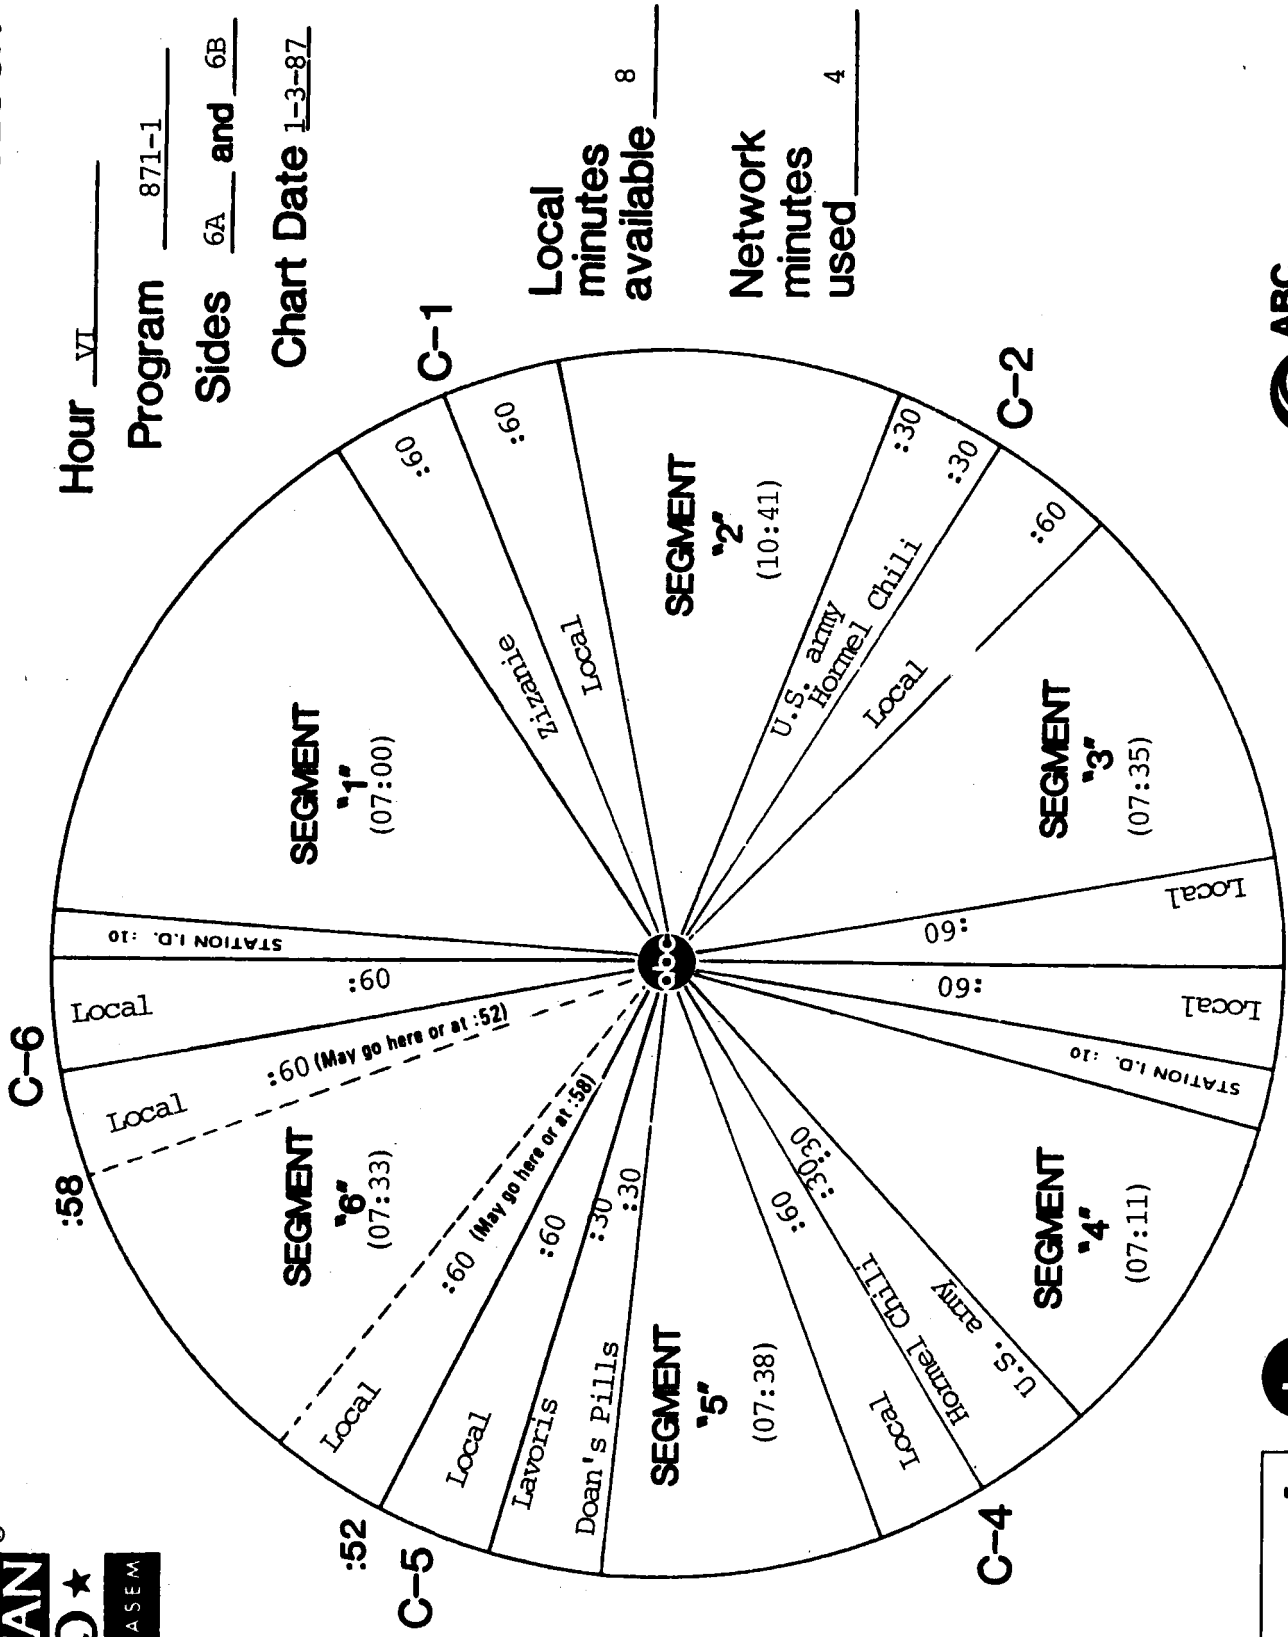 Hour VI
Program 871-1
Sides 6A and 6B
Chart Date 1-3-87
Local
minutes
available 8
Network
minutes
used 4
C-1
C-2
C-4
C-5
:52
:58
C-6
STATION I.D. :10
SEGMENT
"1"
(07:00)
Zizanie :60
Local :60
SEGMENT
"2"
(10:41)
U.S. army :30
Hormel Chili :30
Local :60
SEGMENT
"3"
(07:35)
Local :60
Local :60
STATION I.D. :10
SEGMENT
"4"
(07:11)
U.S. army :30
Hormel Chili :30
Local :60
SEGMENT
"5"
(07:38)
Doan's Pills :30
Lavoris :30
Local :60
Local :60 (May go here or at :58)
SEGMENT
"6"
(07:33)
Local :60 (May go here or at :52)
Local :60
abc
ABC
AN
ASEM